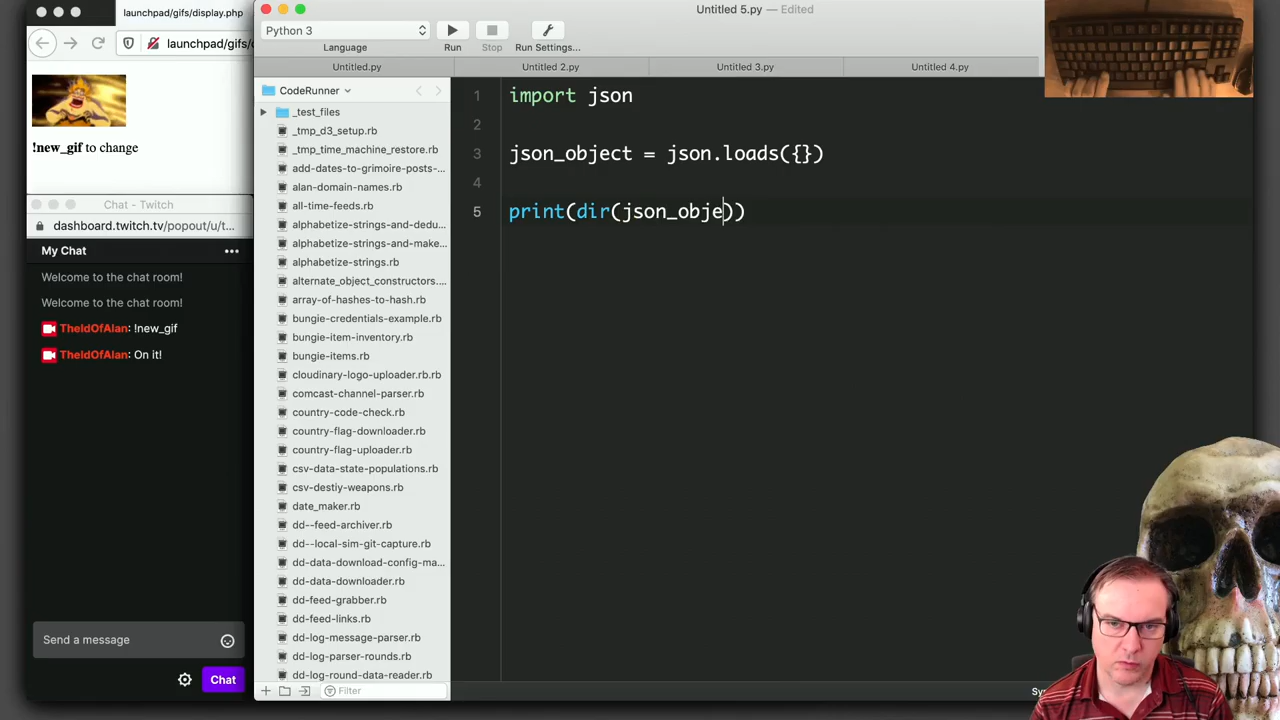 launchpad/gifs/display.php
launchpad/gifs/d
!new_gif to change
Chat - Twitch
dashboard.twitch.tv/popout/u/t...
My Chat
Welcome to the chat room!
Welcome to the chat room!
TheIdOfAlan: !new_gif
TheIdOfAlan: On it!
Send a message
Chat
Untitled 5.py — Edited
Python 3
Language
Run
Stop
Run Settings...
Untitled.py
Untitled 2.py
Untitled 3.py
Untitled 4.py
CodeRunner
_test_files
_tmp_d3_setup.rb
_tmp_time_machine_restore.rb
add-dates-to-grimoire-posts-...
alan-domain-names.rb
all-time-feeds.rb
alphabetize-strings-and-dedu...
alphabetize-strings-and-make...
alphabetize-strings.rb
alternate_object_constructors....
array-of-hashes-to-hash.rb
bungie-credentials-example.rb
bungie-item-inventory.rb
bungie-items.rb
cloudinary-logo-uploader.rb.rb
comcast-channel-parser.rb
country-code-check.rb
country-flag-downloader.rb
country-flag-uploader.rb
csv-data-state-populations.rb
csv-destiy-weapons.rb
date_maker.rb
dd--feed-archiver.rb
dd--local-sim-git-capture.rb
dd-data-download-config-ma...
dd-data-downloader.rb
dd-feed-grabber.rb
dd-feed-links.rb
dd-log-message-parser.rb
dd-log-parser-rounds.rb
dd-log-round-data-reader.rb
Filter
1 import json
2
3 json_object = json.loads({})
4
5 print(dir(json_obje))
Sy